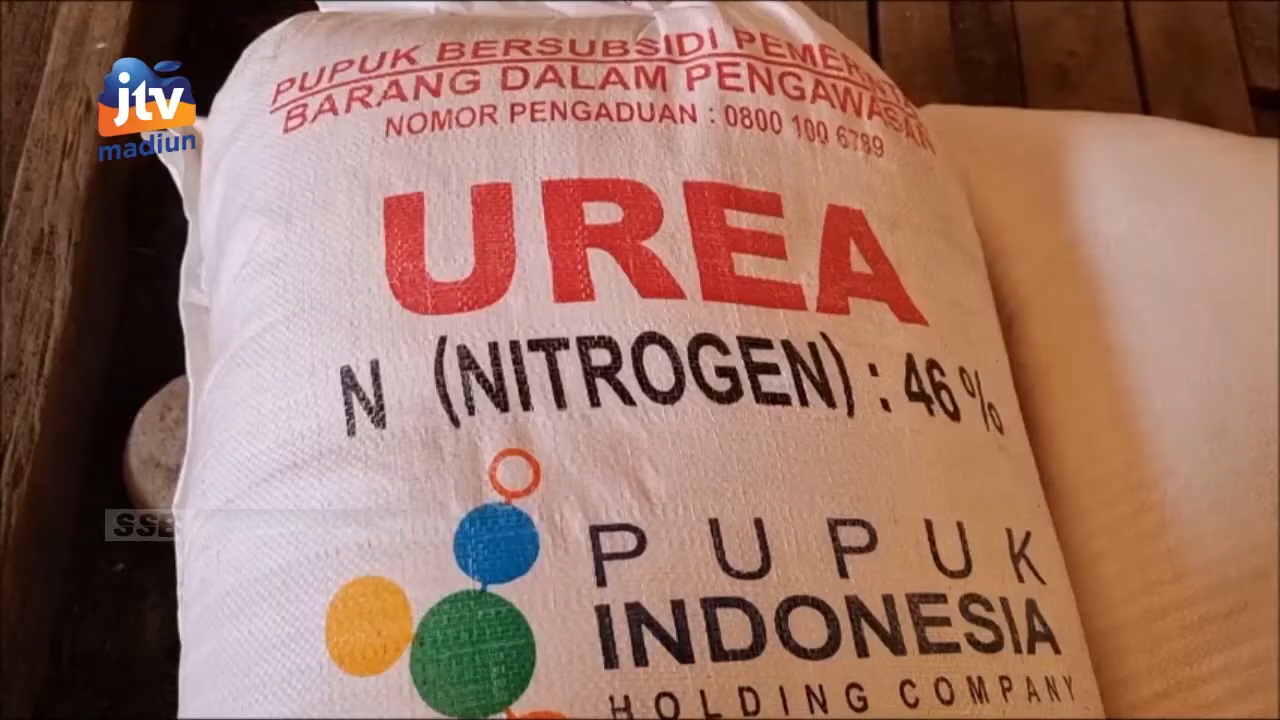 jtv
madiun
PUPUK BERSUBSIDI
BARANG DALAM PENGAWASAN
NOMOR PENGADUAN : 0800 100 6789
UREA
N (NITROGEN) : 46 %
PUPUK
INDONESIA
HOLDING COMPANY